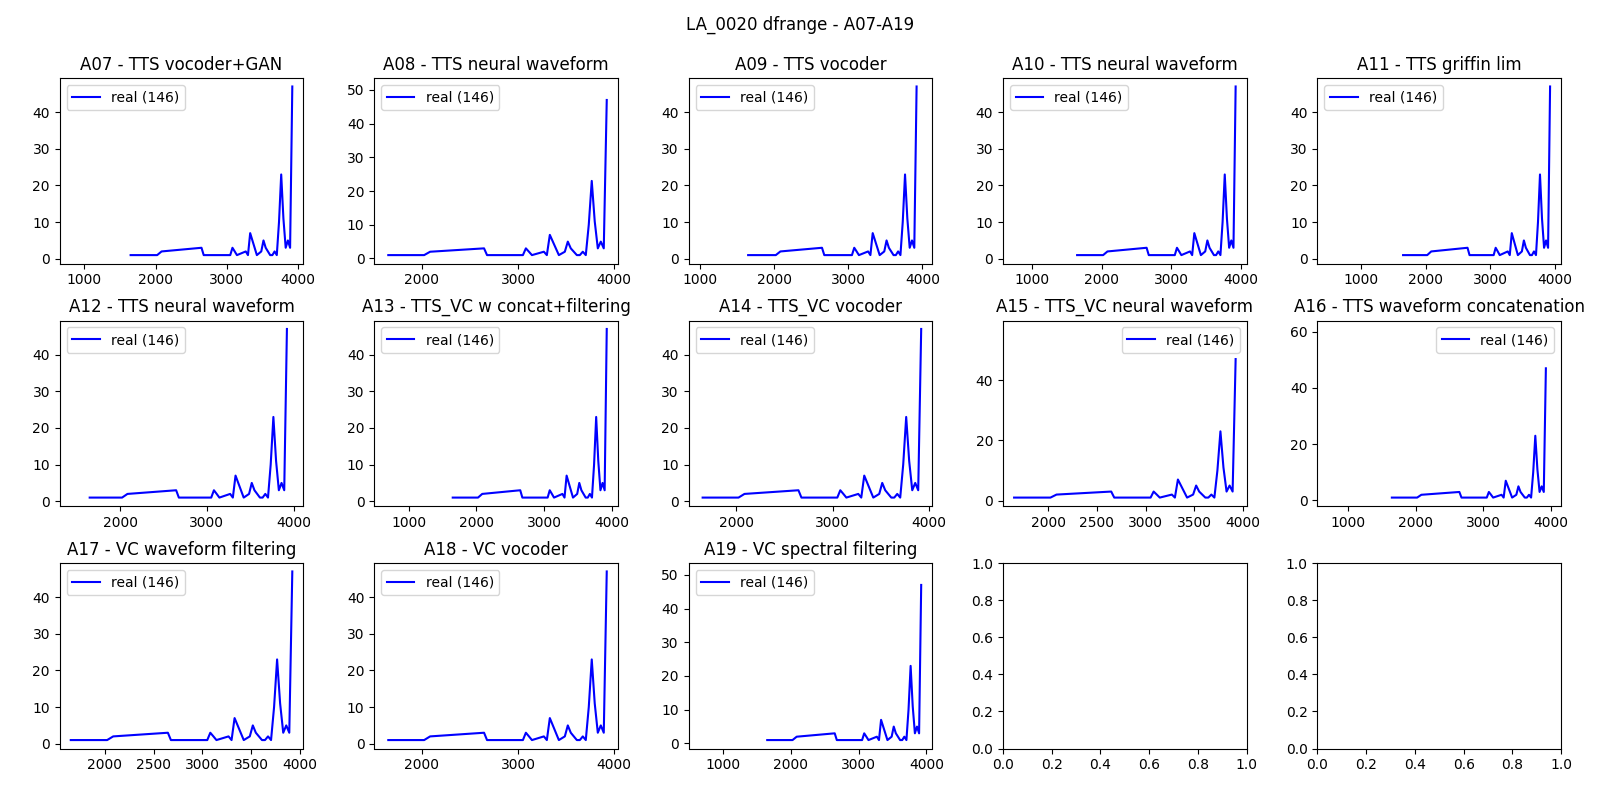 LA_0020 dfrange - A07-A19
A07 - TTS vocoder+GAN
A08 - TTS neural waveform
A09 - TTS vocoder
A10 - TTS neural waveform
A11 - TTS griffin lim
real (146)
real (146)
real (146)
real (146)
real (146)
40
30
20
10
0
1000 2000 3000 4000
50
40
30
20
10
0
2000 3000 4000
40
30
20
10
0
1000 2000 3000 4000
40
30
20
10
0
1000 2000 3000 4000
40
30
20
10
0
1000 2000 3000 4000
A12 - TTS neural waveform
A13 - TTS_VC w concat+filtering
A14 - TTS_VC vocoder
A15 - TTS_VC neural waveform
A16 - TTS waveform concatenation
real (146)
real (146)
real (146)
real (146)
real (146)
40
30
20
10
0
2000 3000 4000
40
30
20
10
0
1000 2000 3000 4000
40
30
20
10
0
2000 3000 4000
40
20
0
2000 2500 3000 3500 4000
60
40
20
0
1000 2000 3000 4000
A17 - VC waveform filtering
A18 - VC vocoder
A19 - VC spectral filtering
real (146)
real (146)
real (146)
40
30
20
10
0
2000 2500 3000 3500 4000
40
30
20
10
0
2000 3000 4000
50
40
30
20
10
0
1000 2000 3000 4000
1.0
0.8
0.6
0.4
0.2
0.0
0.0 0.2 0.4 0.6 0.8 1.0
1.0
0.8
0.6
0.4
0.2
0.0
0.0 0.2 0.4 0.6 0.8 1.0